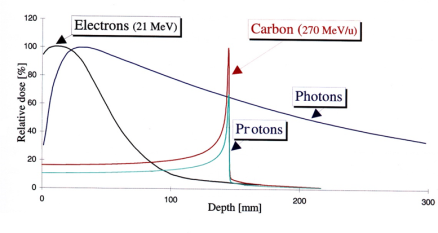 120
Electrons (21 MeV)
Carbon (270 MeV/u)
100
80
Photons
60
Protons
40
20
0
Relative dose [%]
0 100 200 300
Depth [mm]